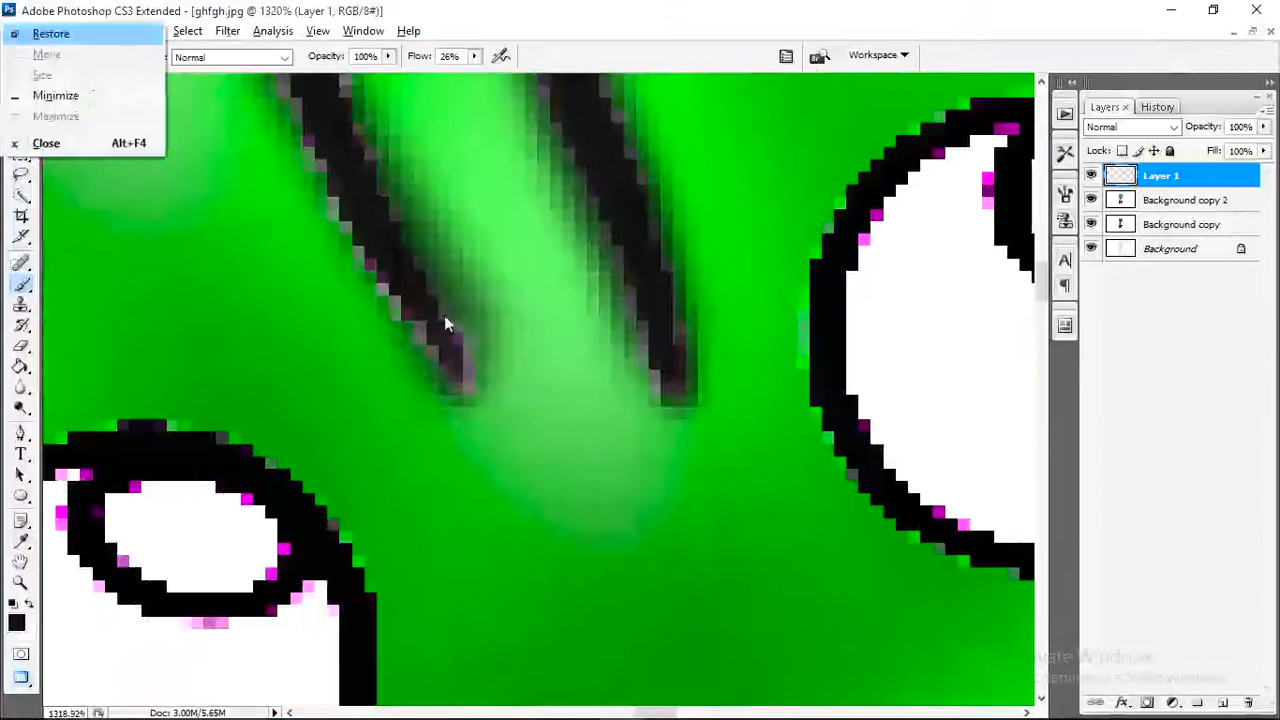 Adobe Photoshop CS3 Extended - [ghfgh.jpg @ 1320% (Layer 1, RGB/8#)]
Restore
Move
Size
Minimize
Maximize
Close Alt+F4
Select Filter Analysis View Window Help
Normal Opacity: 100% Flow: 26% Workspace
Layers × History
Normal Opacity: 100%
Lock: Fill: 100%
Layer 1
Background copy 2
Background copy
Background
1318.92% Doc: 3.00M/5.65M